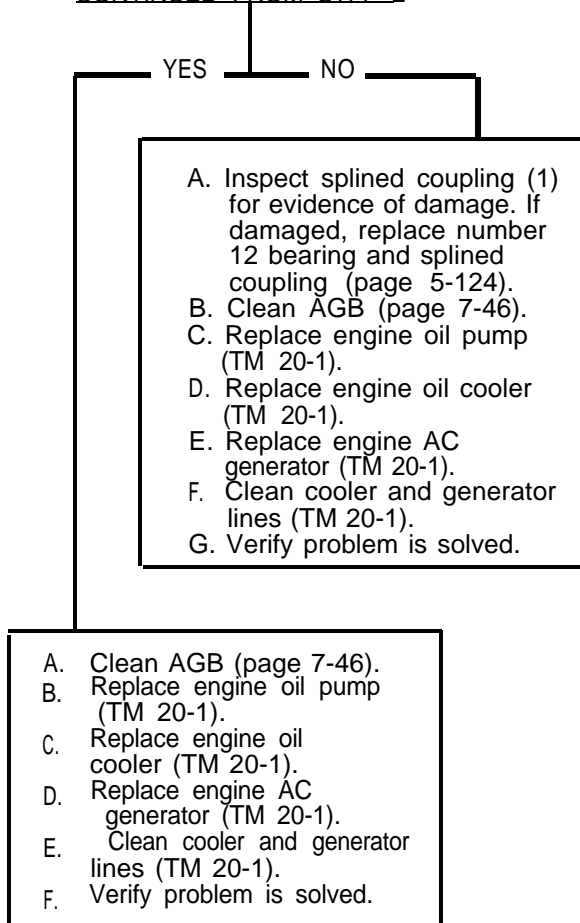 YES NO
A. Inspect splined coupling (1)
for evidence of damage. If
damaged, replace number
12 bearing and splined
coupling (page 5-124).
B. Clean AGB (page 7-46).
C. Replace engine oil pump
(TM 20-1).
D. Replace engine oil cooler
(TM 20-1).
E. Replace engine AC
generator (TM 20-1).
F. Clean cooler and generator
lines (TM 20-1).
G. Verify problem is solved.
A. Clean AGB (page 7-46).
B. Replace engine oil pump
(TM 20-1).
C. Replace engine oil
cooler (TM 20-1).
D. Replace engine AC
generator (TM 20-1).
E. Clean cooler and generator
lines (TM 20-1).
F. Verify problem is solved.